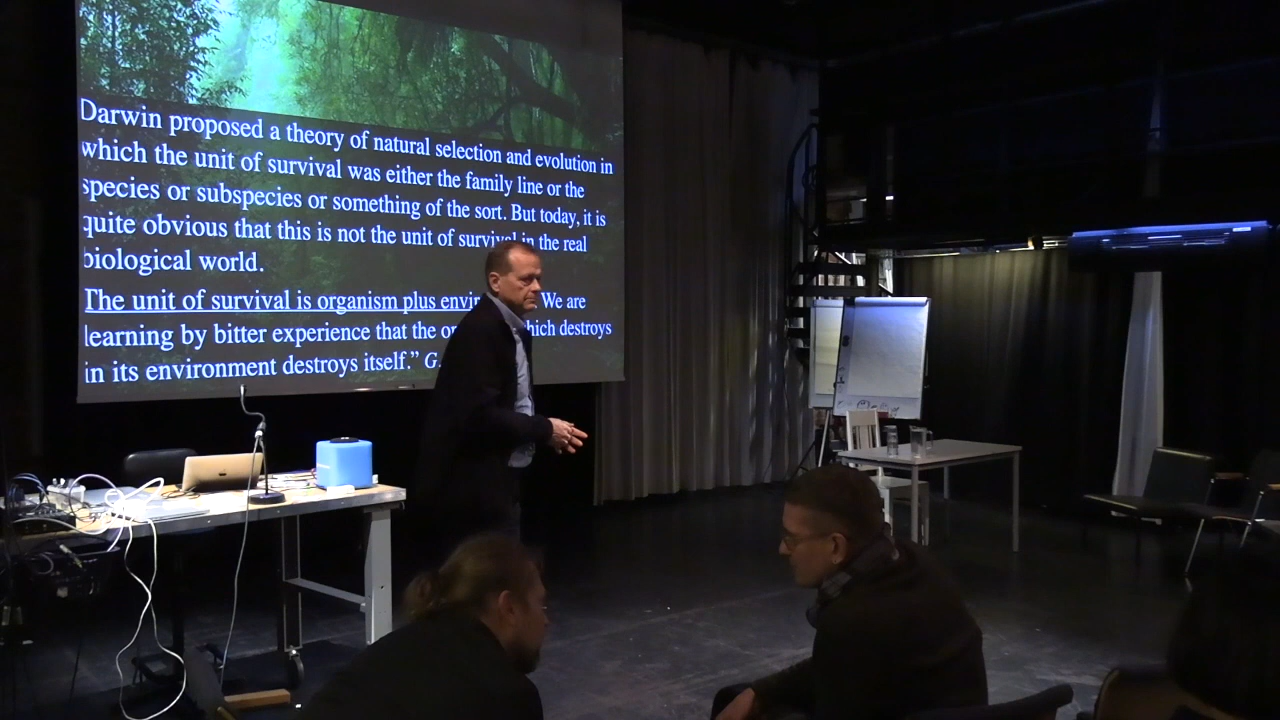 Darwin proposed a theory of natural selection and evolution in
which the unit of survival was either the family line or the
species or subspecies or something of the sort. But today, it is
quite obvious that this is not the unit of survival in the real
biological world.
The unit of survival is organism plus We are
learning by bitter experience that the which destroys
in its environment destroys itself.” G.